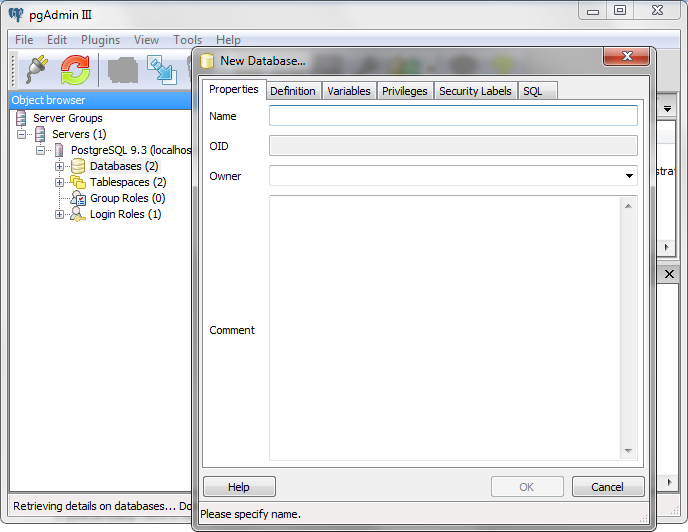 pgAdmin III
File Edit Plugins View Tools Help
Object browser
Server Groups
Servers (1)
PostgreSQL 9.3 (localhos
Databases (2)
Tablespaces (2)
Group Roles (0)
Login Roles (1)
Retrieving details on databases... Do
New Database...
Properties Definition Variables Privileges Security Labels SQL
Name
OID
Owner
Comment
Help OK Cancel
Please specify name.
strat